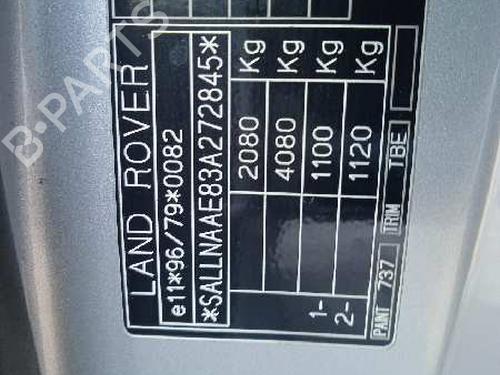 LAND ROVER
e11*96/79*0082
*SALLNAAE83A272845*
2080 Kg
4080 Kg
1- 1100 Kg
2- 1120 Kg
PAINT 737 TRIM TBE
B-PARTS